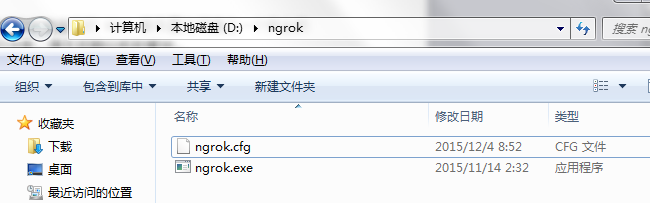 计算机 本地磁盘 (D:) ngrok 搜索 ng
文件(F) 编辑(E) 查看(V) 工具(T) 帮助(H)
组织 包含到库中 共享 新建文件夹
名称 修改日期 类型
收藏夹
ngrok.cfg 2015/12/4 8:52 CFG 文件
下载
ngrok.exe 2015/11/14 2:32 应用程序
桌面
最近访问的位置